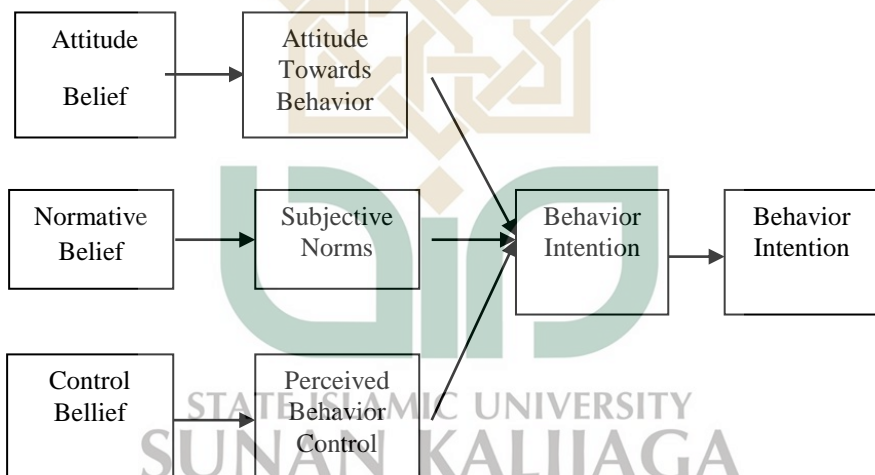 Attitude
Belief
Attitude
Towards
Behavior
Normative
Belief
Subjective
Norms
Behavior
Intention
Behavior
Intention
Control
Bellief
Perceived
Behavior
Control
STATE ISLAMIC UNIVERSITY
SUNAN KALIJAGA